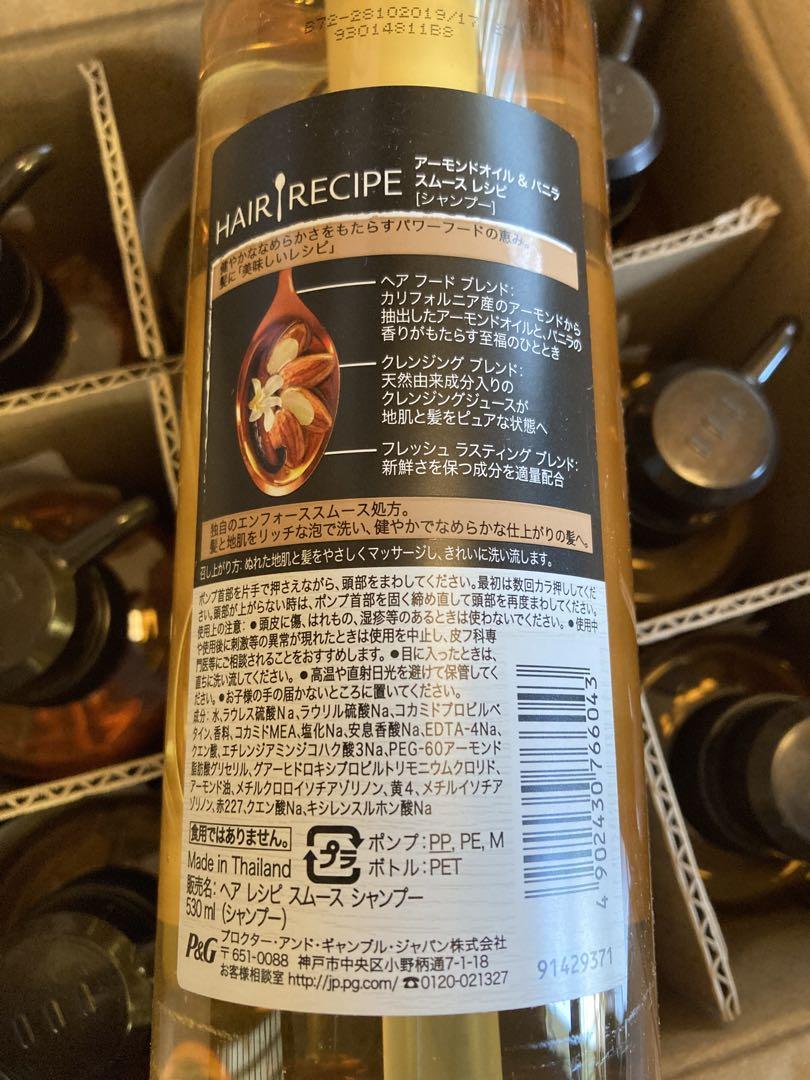 B72-28102019/17
93014811B8
HAIR RECIPE
アーモンドオイル & バニラ
スムース レシピ
[シャンプー]
健やかななめらかさをもたらすパワーフードの恵み。
髪に「美味しいレシピ」
ヘア フード ブレンド:
カリフォルニア産のアーモンドから
抽出したアーモンドオイルと、バニラの
香りがもたらす至福のひととき
クレンジング ブレンド:
天然由来成分入りの
クレンジングジュースが
地肌と髪をピュアな状態へ
フレッシュ ラスティング ブレンド:
新鮮さを保つ成分を適量配合
独自のエンフォーススムース処方。
髪と地肌をリッチな泡で洗い、健やかでなめらかな仕上がりの髪へ。
召し上がり方: ぬれた地肌と髪をやさしくマッサージし、きれいに洗い流します。
ポンプ首部を片手で押さえながら、頭部をまわしてください。最初は数回カラ押ししてくだ
さい。頭部が上がらない時は、ポンプ首部を固く締め直して頭部を再度まわしてください。
使用上の注意: ●頭皮に傷、はれもの、湿疹等のあるときは使わないでください。●使用中
や使用後に刺激等の異常が現れたときは使用を中止し、皮フ科専
門医等にご相談されることをおすすめします。●目に入ったときは、
直ちに洗い流してください。●高温や直射日光を避けて保管してく
ださい。●お子様の手の届かないところに置いてください。
成分: 水、ラウレス硫酸Na、ラウリル硫酸Na、コカミドプロピルベ
タイン、香料、コカミドMEA、塩化Na、安息香酸Na、EDTA-4Na、
クエン酸、エチレンジアミンジコハク酸3Na、PEG-60アーモンド
脂肪酸グリセリル、グアーヒドロキシプロピルトリモニウムクロリド、
アーモンド油、メチルクロロイソチアゾリノン、黄4、メチルイソチア
ゾリノン、赤227、クエン酸Na、キシレンスルホン酸Na
食用ではありません。
プラ
ポンプ: PP, PE, M
ボトル: PET
Made in Thailand
販売名: ヘア レシピ スムース シャンプー
530 ml (シャンプー)
P&G
プロクター・アンド・ギャンブル・ジャパン株式会社
〒651-0088 神戸市中央区小野柄通7-1-18
お客様相談室 http://jp.pg.com/ ☎0120-021327
4 902430 766043
91429371